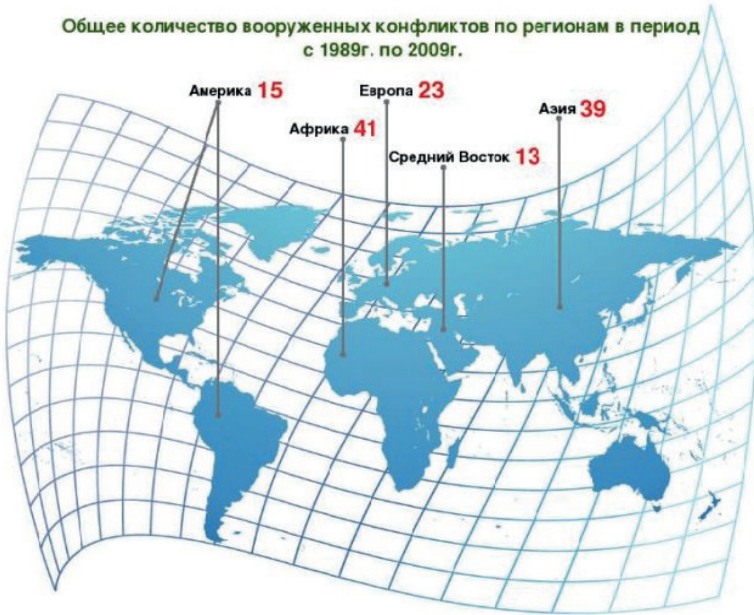 Общее количество вооруженных конфликтов по регионам в период
с 1989г. по 2009г.
Америка 15
Европа 23
Азия 39
Африка 41
Средний Восток 13